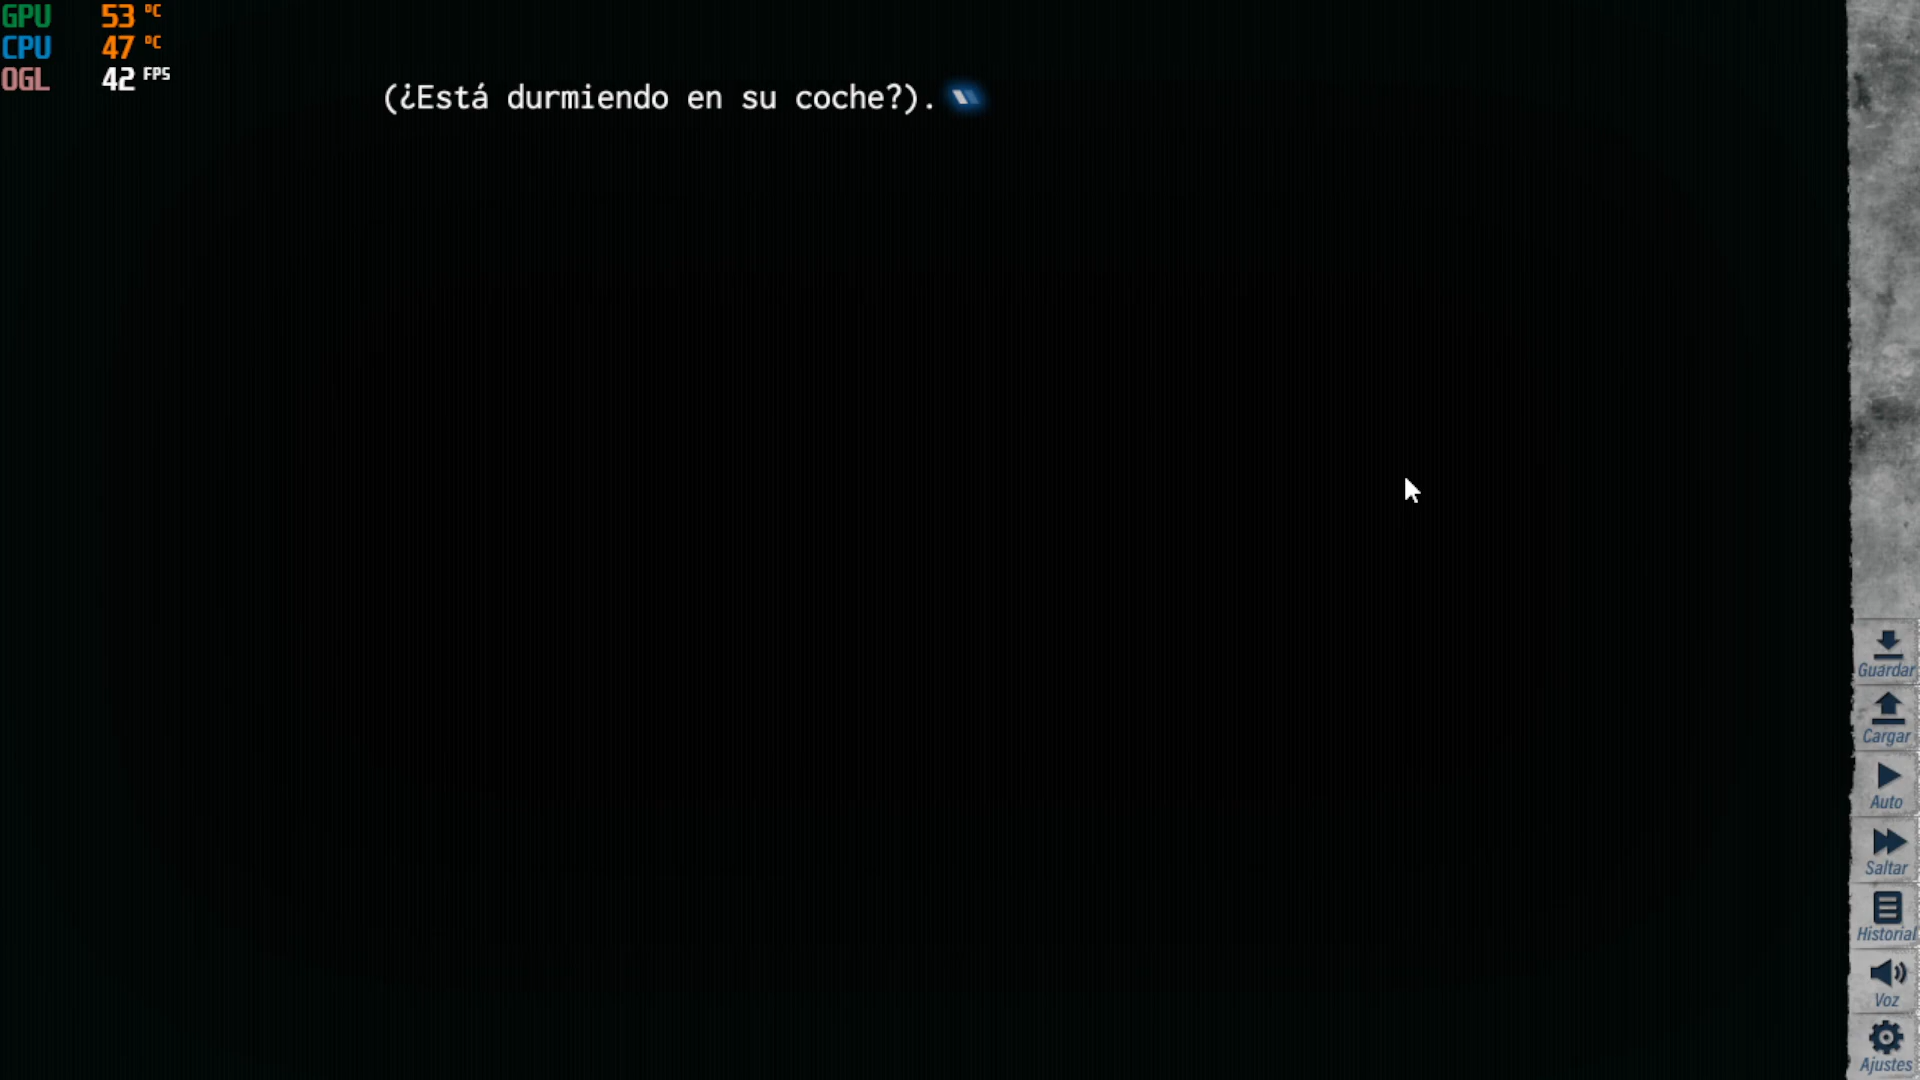 GPU 53 °C
CPU 47 °C
OGL 42 FPS
(¿Está durmiendo en su coche?).
Guardar
Cargar
Auto
Saltar
Historial
Voz
Ajustes